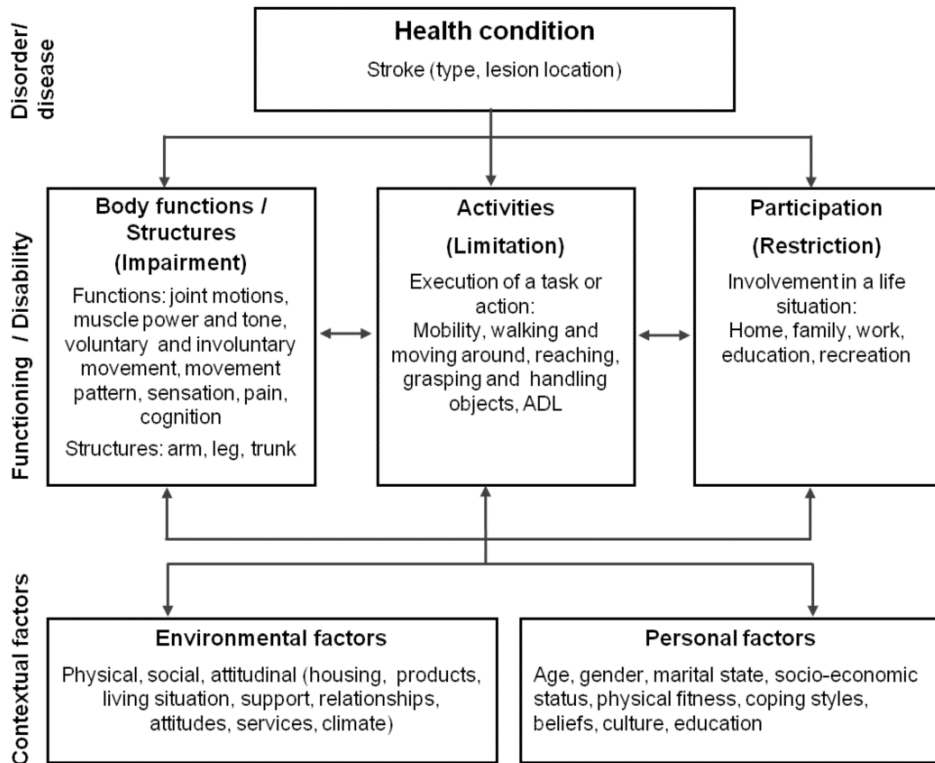 Disorder/
disease
Health condition
Stroke (type, lesion location)
Functioning / Disability
Body functions /
Structures
(Impairment)
Functions: joint motions,
muscle power and tone,
voluntary and involuntary
movement, movement
pattern, sensation, pain,
cognition
Structures: arm, leg, trunk
Activities
(Limitation)
Execution of a task or
action:
Mobility, walking and
moving around, reaching,
grasping and handling
objects, ADL
Participation
(Restriction)
Involvement in a life
situation:
Home, family, work,
education, recreation
Contextual factors
Environmental factors
Physical, social, attitudinal (housing, products,
living situation, support, relationships,
attitudes, services, climate)
Personal factors
Age, gender, marital state, socio-economic
status, physical fitness, coping styles,
beliefs, culture, education